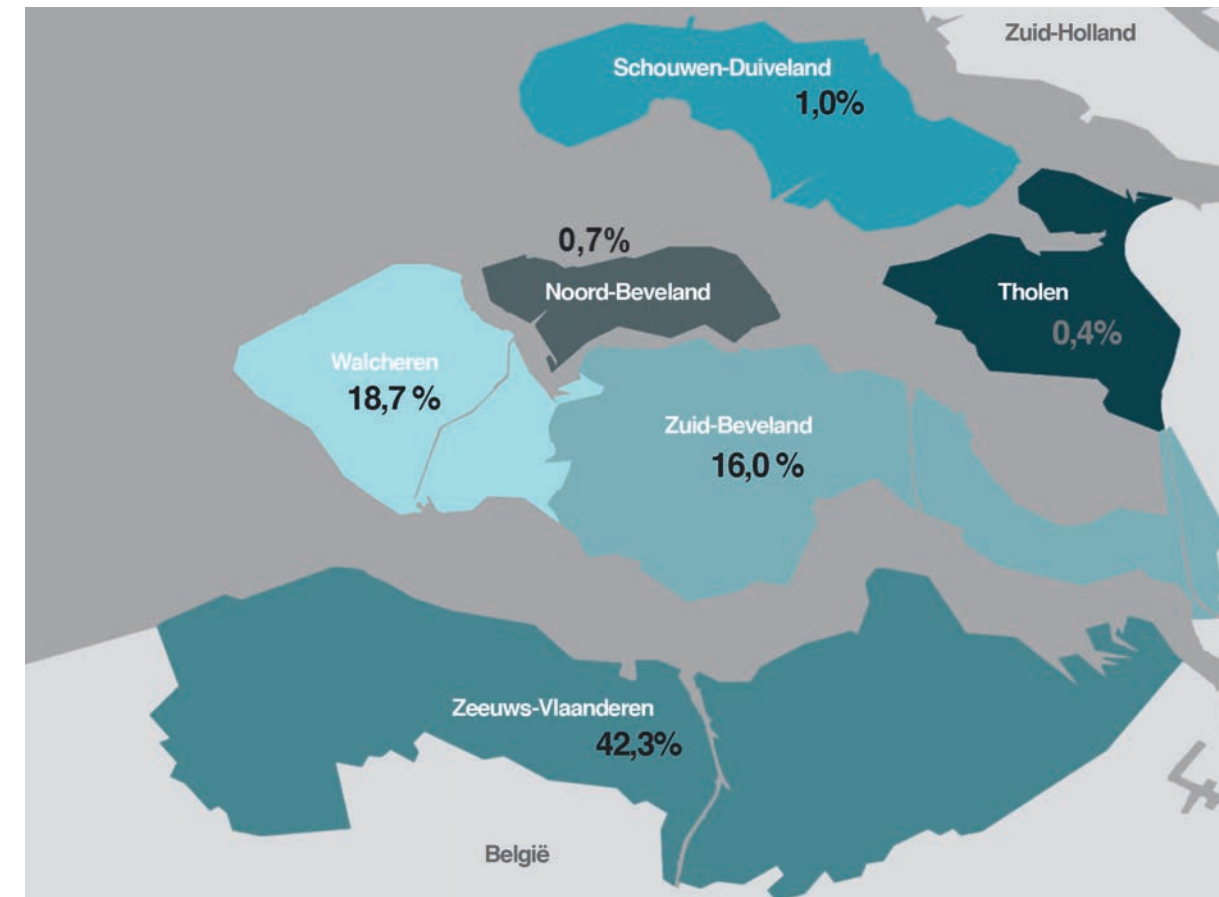 Zuid-Holland
Schouwen-Duiveland
1,0%
0,7%
Noord-Beveland
Tholen
0,4%
Walcheren
18,7 %
Zuid-Beveland
16,0 %
Zeeuws-Vlaanderen
42,3%
België